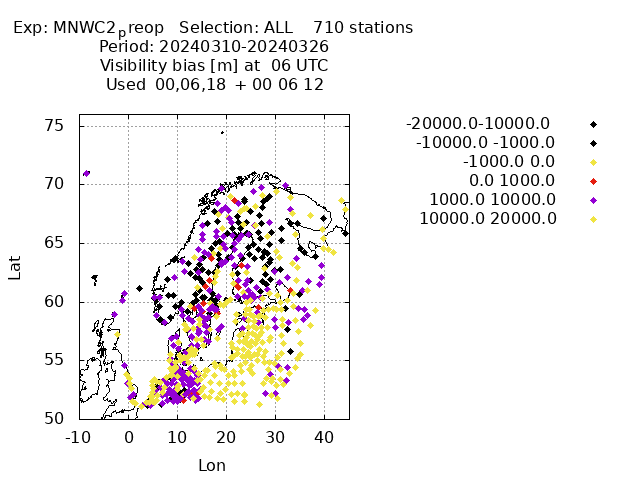 Exp: MNWC2preop   Selection: ALL    710 stations
Period: 20240310-20240326
Visibility bias [m] at  06 UTC
Used  00,06,18  + 00 06 12
-20000.0-10000.0
-10000.0 -1000.0
-1000.0 0.0
0.0 1000.0
1000.0 10000.0
10000.0 20000.0
75
70
65
60
55
50
Lat
-10 0 10 20 30 40
Lon